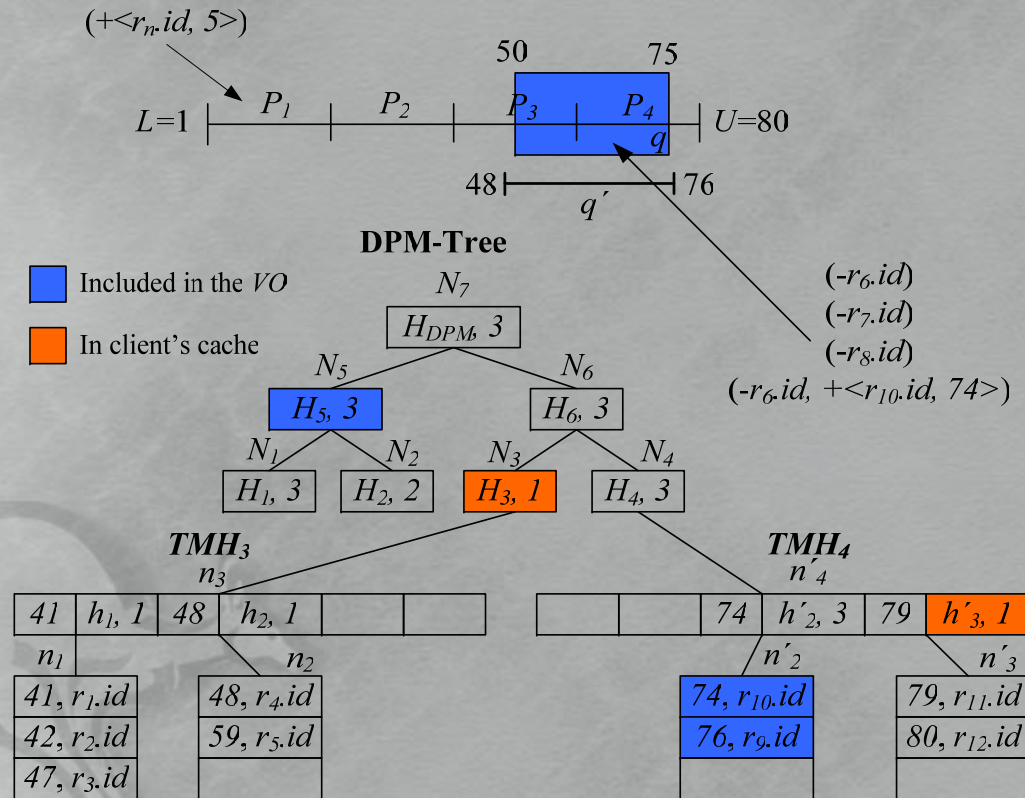 (+<rₙ.id, 5>)
50 75
L=1 P₁ P₂ P₃ P₄ U=80
q
48 76
q´
DPM-Tree
Included in the VO
In client's cache
(-r₆.id)
(-r₇.id)
(-r₈.id)
(-r₆.id, +<r₁₀.id, 74>)
N₇
H_DPM, 3
N₅ N₆
H₅, 3 H₆, 3
N₁ N₂ N₃ N₄
H₁, 3 H₂, 2 H₃, 1 H₄, 3
TMH₃ TMH₄
n₃ n´₄
41 h₁, 1 48 h₂, 1 74 h´₂, 3 79 h´₃, 1
n₁ n₂ n´₂ n´₃
41, r₁.id 48, r₄.id 74, r₁₀.id 79, r₁₁.id
42, r₂.id 59, r₅.id 76, r₉.id 80, r₁₂.id
47, r₃.id